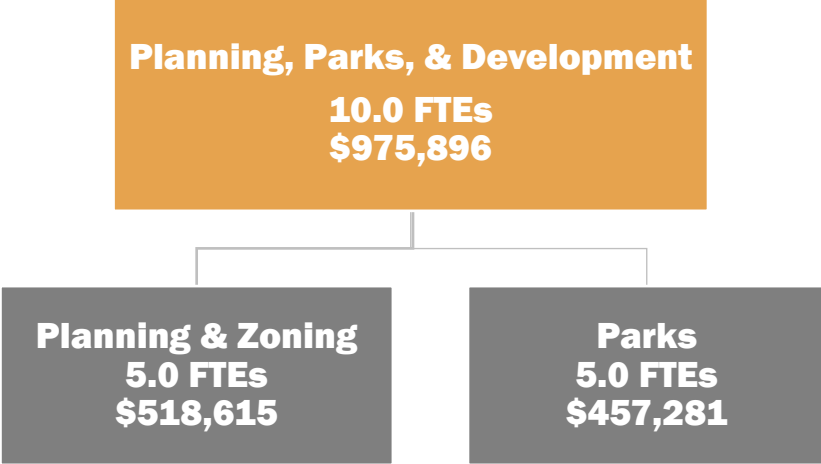 Planning, Parks, & Development
10.0 FTEs
$975,896
Planning & Zoning
5.0 FTEs
$518,615
Parks
5.0 FTEs
$457,281